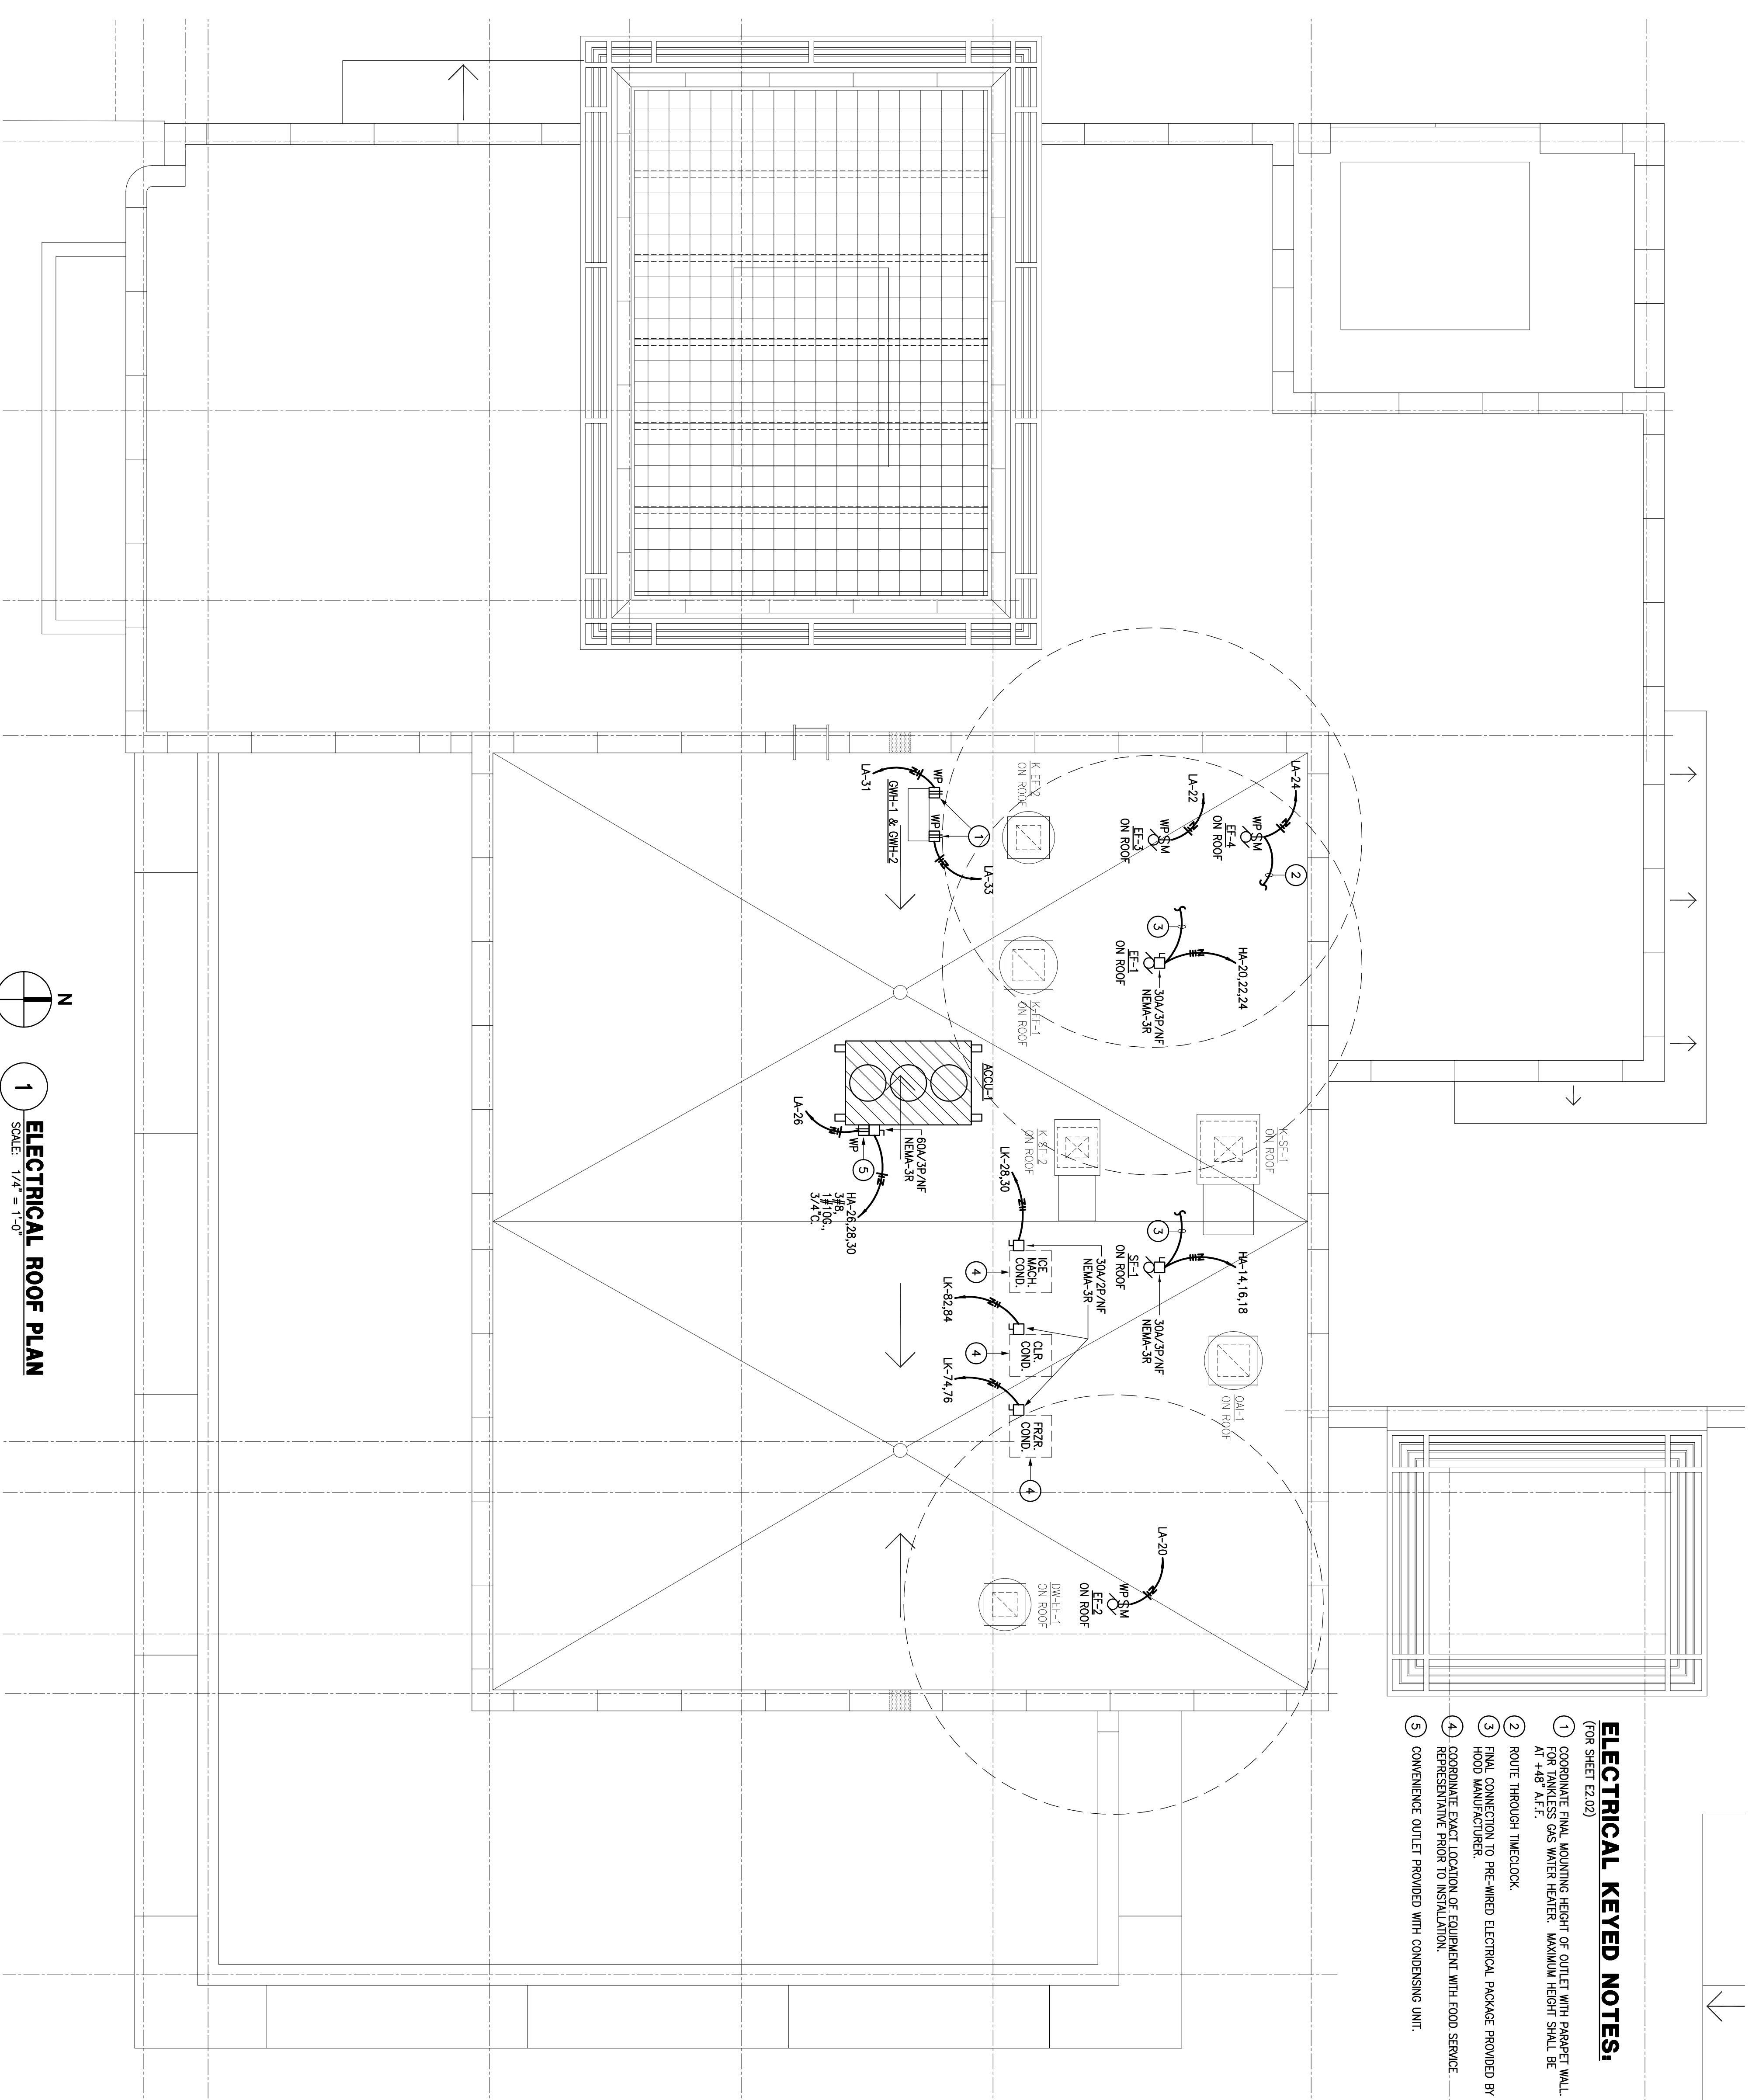 ELECTRICAL KEYED NOTES:
(FOR SHEET E2.02)
1 COORDINATE FINAL MOUNTING HEIGHT OF OUTLET WITH PARAPET WALL.
FOR TANKLESS GAS WATER HEATER. MAXIMUM HEIGHT SHALL BE
AT +48" A.F.F.
2 ROUTE THROUGH TIMECLOCK.
3 FINAL CONNECTION TO PRE-WIRED ELECTRICAL PACKAGE PROVIDED BY
HOOD MANUFACTURER.
4 COORDINATE EXACT LOCATION OF EQUIPMENT WITH FOOD SERVICE
REPRESENTATIVE PRIOR TO INSTALLATION.
5 CONVENIENCE OUTLET PROVIDED WITH CONDENSING UNIT.
LA-24
2
WP
M
EF-4
ON ROOF
LA-22
WP
M
EF-3
ON ROOF
HA-20,22,24
3
EF-1
ON ROOF
30A/3P/NF
NEMA-3R
K-SF-1
ON ROOF
HA-14,16,18
3
SF-1
ON ROOF
30A/3P/NF
NEMA-3R
OAI-1
ON ROOF
LA-20
WP
M
EF-2
ON ROOF
DW-EF-1
ON ROOF
K-EF-2
ON ROOF
K-EF-1
ON ROOF
K-SF-2
ON ROOF
30A/2P/NF
NEMA-3R
LK-28,30
ICE
MACH.
COND.
4
LK-82,84
CLR.
COND.
4
LK-74,76
FRZR.
COND.
4
1
WP
WP
LA-31
LA-33
GWH-1 & GWH-2
ACCU-1
60A/3P/NF
NEMA-3R
WP
5
LA-26
HA-26,28,30
3#8,
1#10G.,
3/4"C.
N
1
ELECTRICAL ROOF PLAN
SCALE: 1/4" = 1'-0"